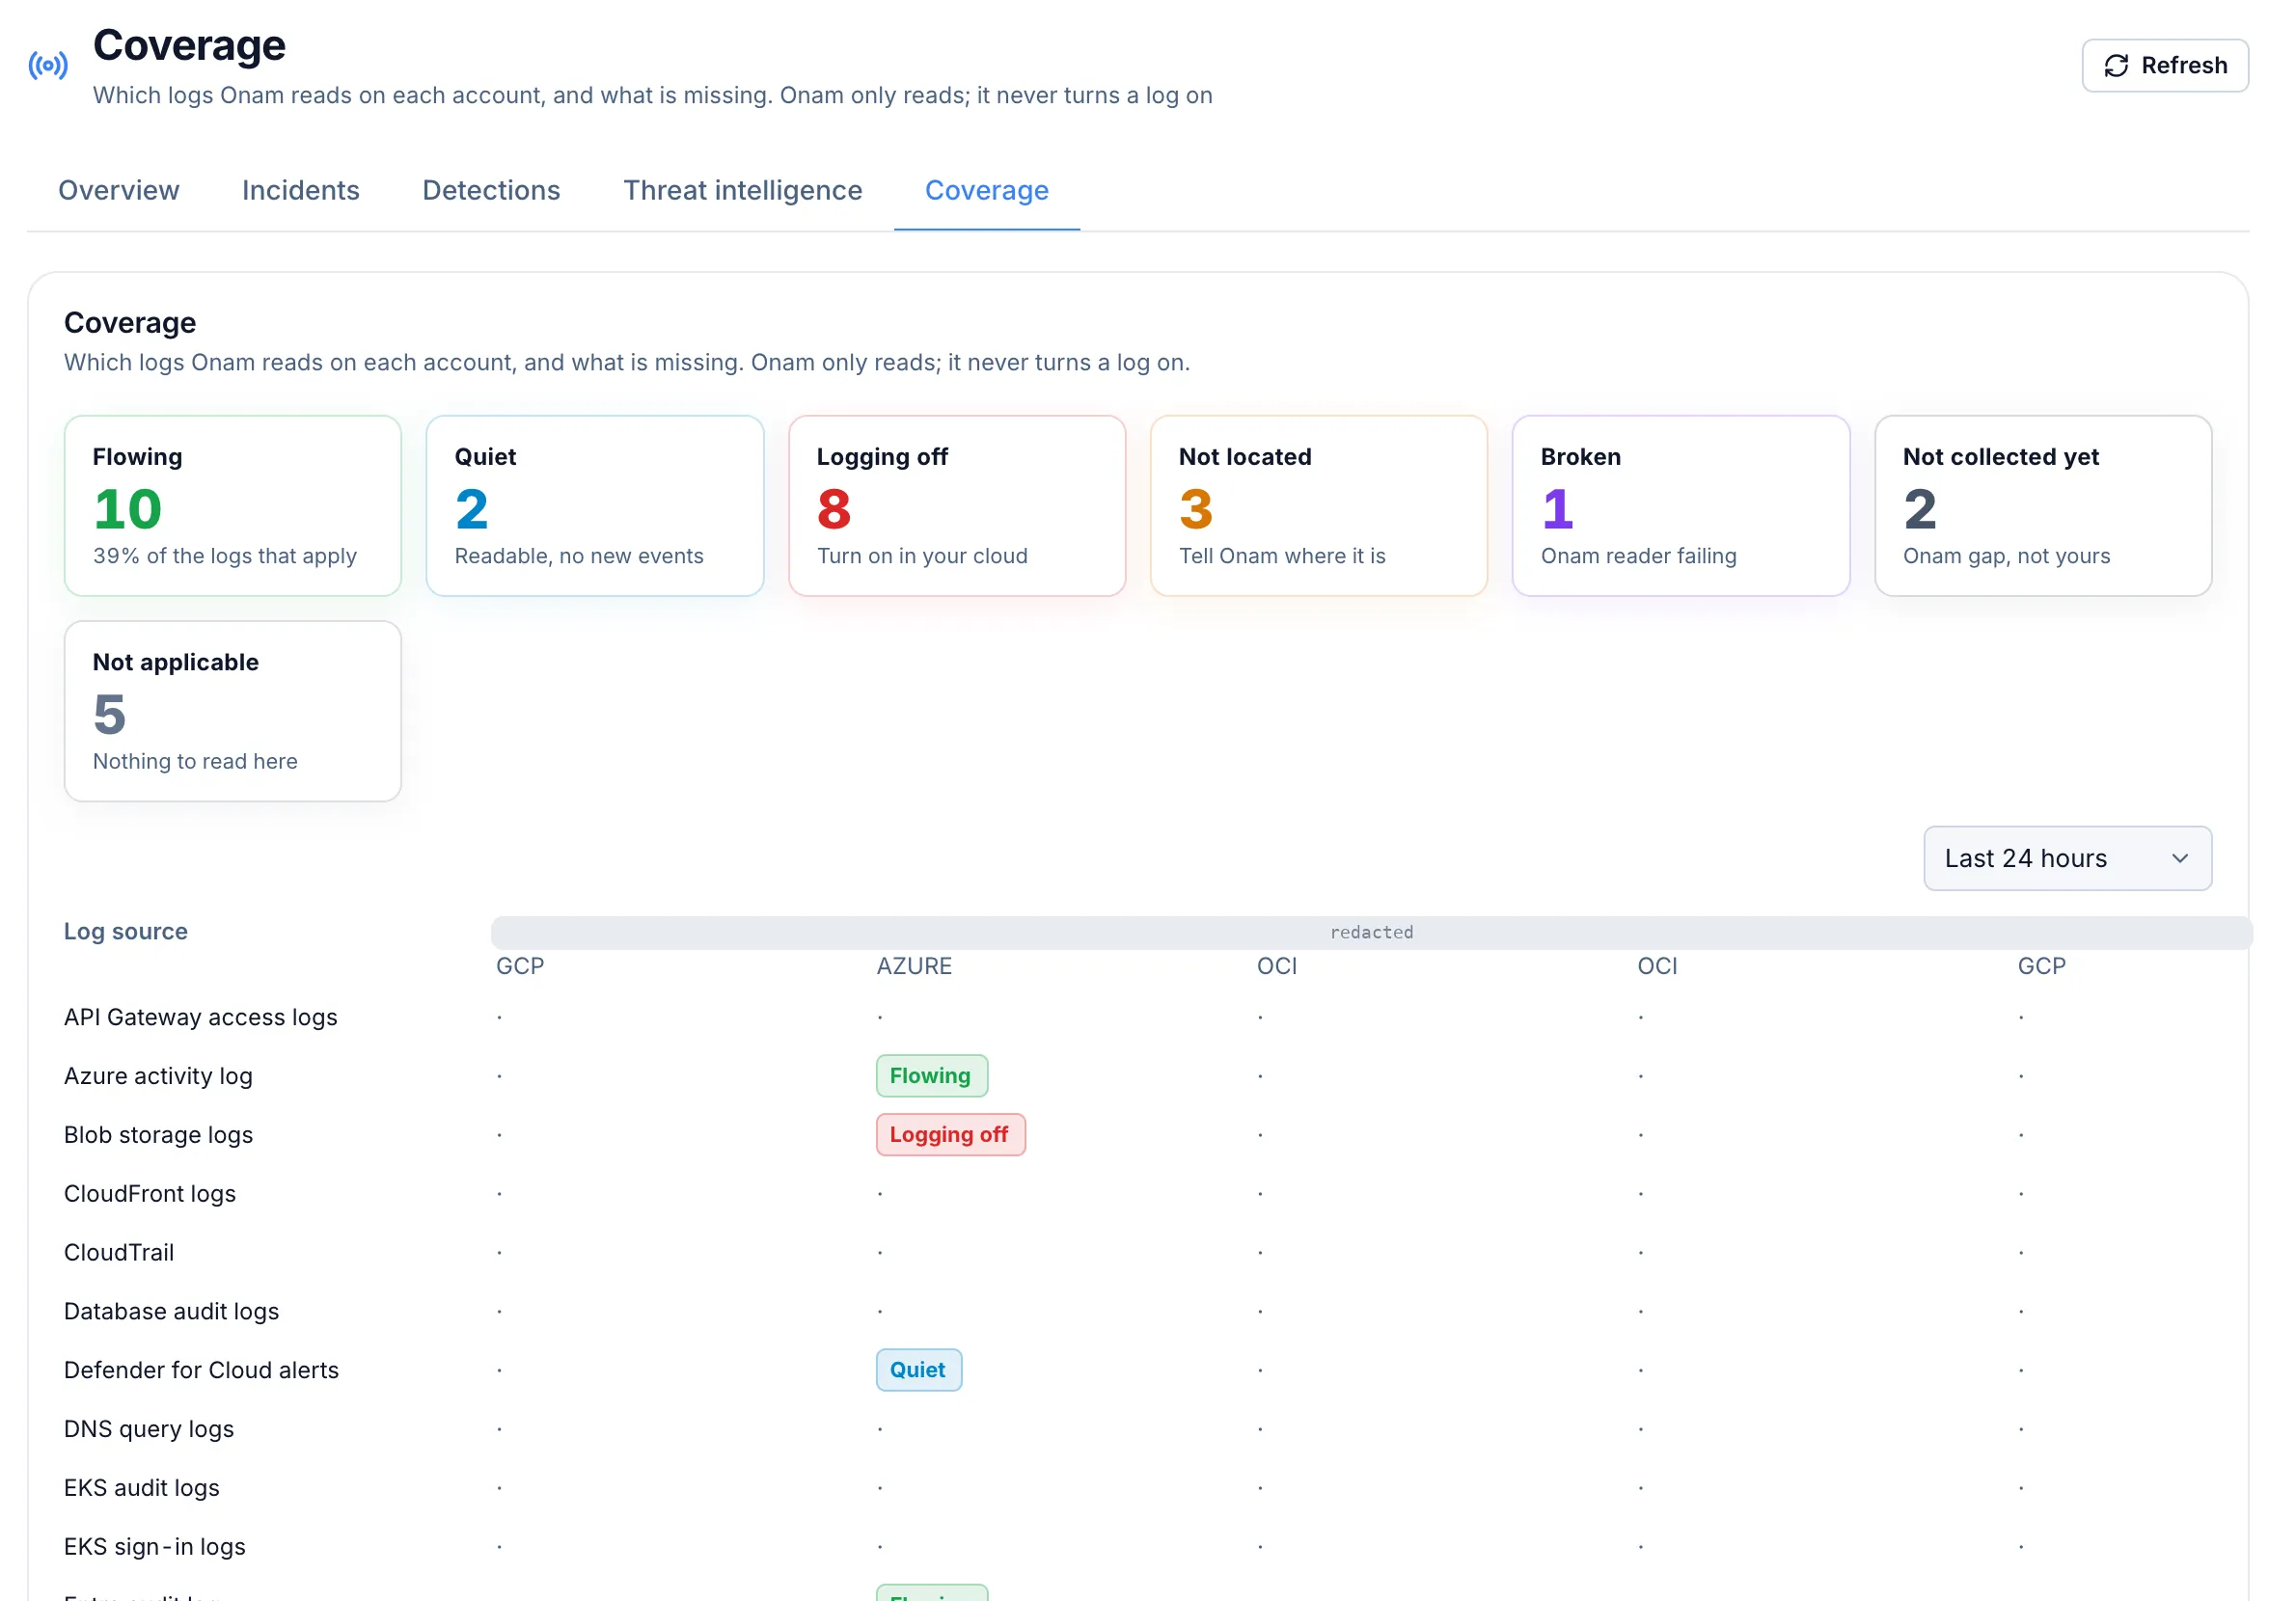 Coverage
Which logs Onam reads on each account, and what is missing. Onam only reads; it never turns a log on
Refresh
Overview
Incidents
Detections
Threat intelligence
Coverage
Coverage
Which logs Onam reads on each account, and what is missing. Onam only reads; it never turns a log on.
Flowing
10
39% of the logs that apply
Quiet
2
Readable, no new events
Logging off
8
Turn on in your cloud
Not located
3
Tell Onam where it is
Broken
1
Onam reader failing
Not collected yet
2
Onam gap, not yours
Not applicable
5
Nothing to read here
Last 24 hours
Log source
redacted
GCP AZURE OCI OCI GCP
API Gateway access logs · · · · ·
Azure activity log · Flowing · · ·
Blob storage logs · Logging off · · ·
CloudFront logs · · · · ·
CloudTrail · · · · ·
Database audit logs · · · · ·
Defender for Cloud alerts · Quiet · · ·
DNS query logs · · · · ·
EKS audit logs · · · · ·
EKS sign-in logs · · · · ·